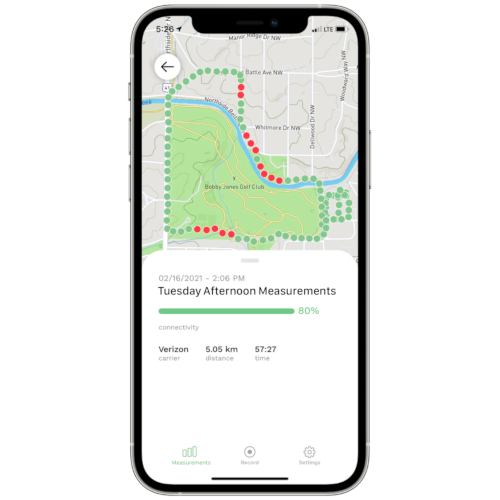 5:26
LTE
Northside
Manor Ridge Dr NW
Battle Ave NW
Woodward Way NW
Northside Bel
Whitmore Dr NW
Dellwood Dr NW
Bobby Jones Golf Club
02/16/2021 - 2:06 PM
Tuesday Afternoon Measurements
80%
connectivity
Verizon 5.05 km 57:27
carrier distance time
Measurements Record Settings